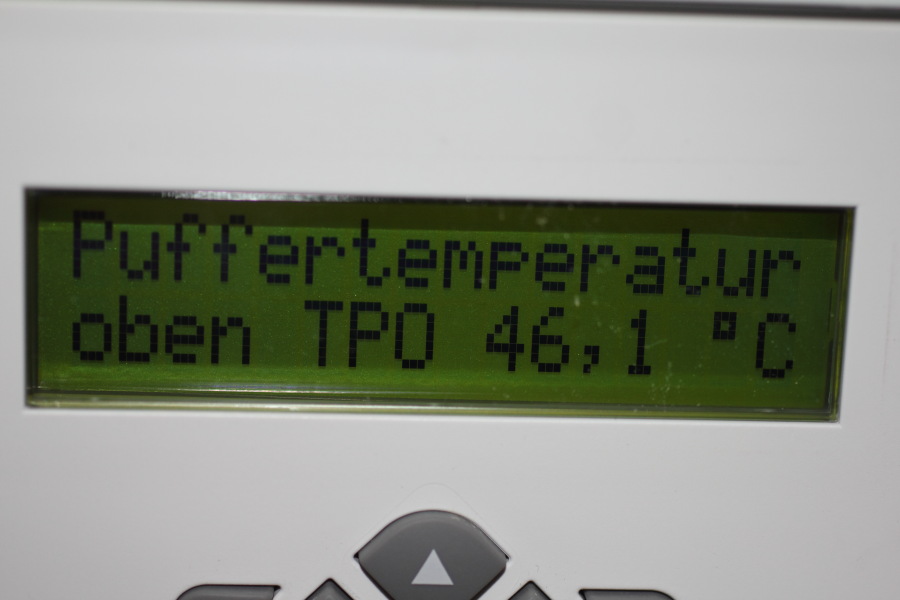 Puffertemperatur
oben TPO 46,1 °C